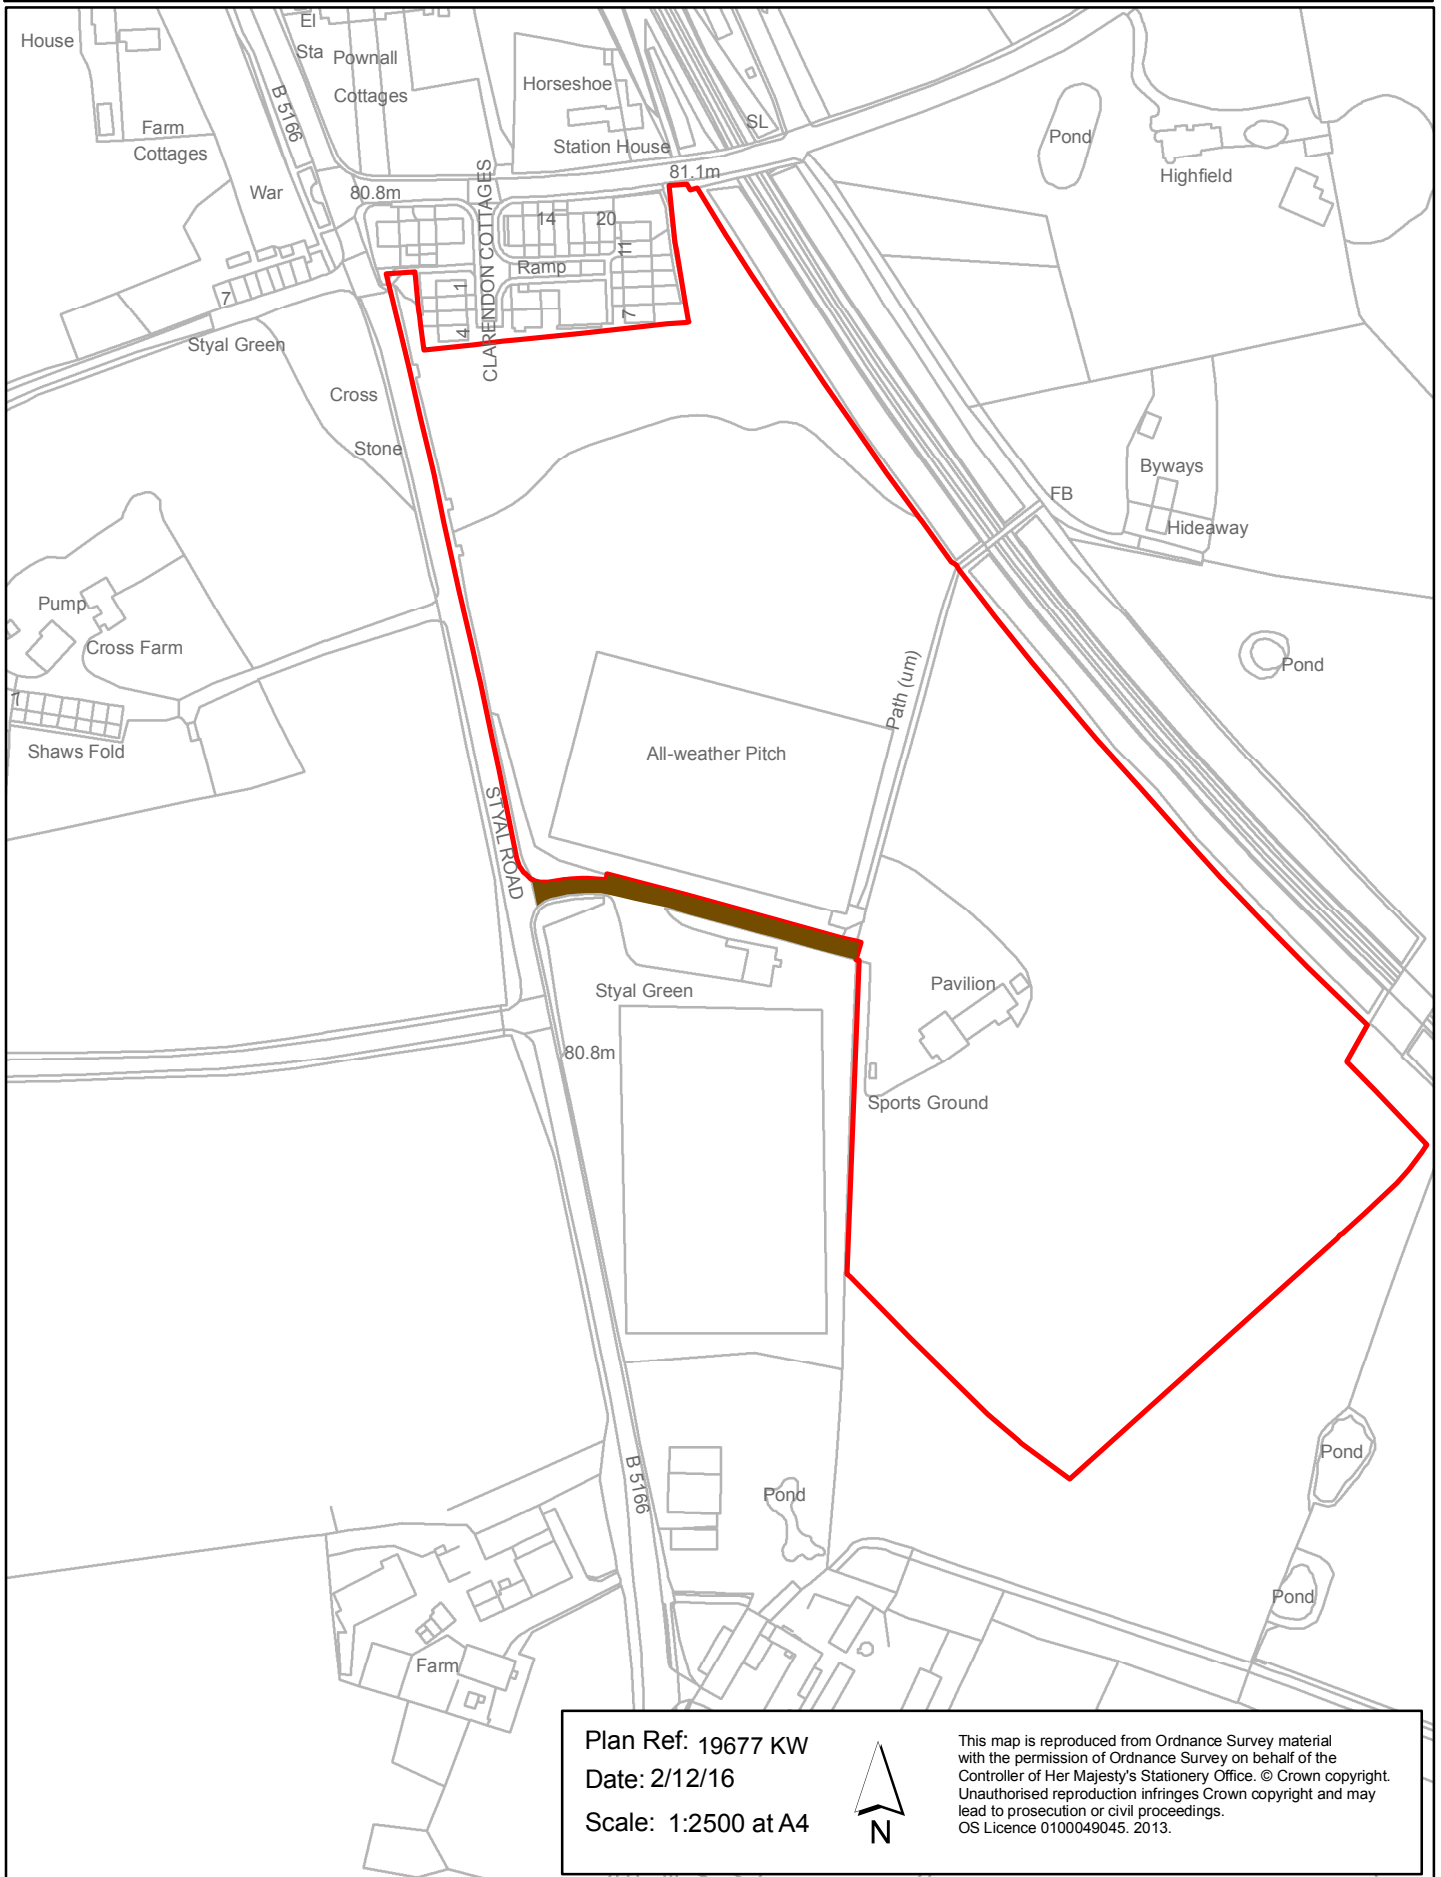 House
El
Sta
Pownall
Cottages
B 5166
Farm
Cottages
War
80.8m
Horsehoe
Station House
SL
81.1m
Pond
Highfield
CLARENDON COTTAGES
14
20
11
Ramp
1
4
7
7
Styal Green
Cross
Stone
Byways
FB
Hideaway
Pump
Cross Farm
1
Shaws Fold
Pond
Path (um)
All-weather Pitch
STYAL ROAD
Styal Green
80.8m
Pavilion
Sports Ground
B 5166
Pond
Pond
Pond
Farm
Plan Ref: 19677 KW
Date: 2/12/16
Scale: 1:2500 at A4
N
This map is reproduced from Ordnance Survey material
with the permission of Ordnance Survey on behalf of the
Controller of Her Majesty's Stationery Office. © Crown copyright.
Unauthorised reproduction infringes Crown copyright and may
lead to prosecution or civil proceedings.
OS Licence 0100049045. 2013.